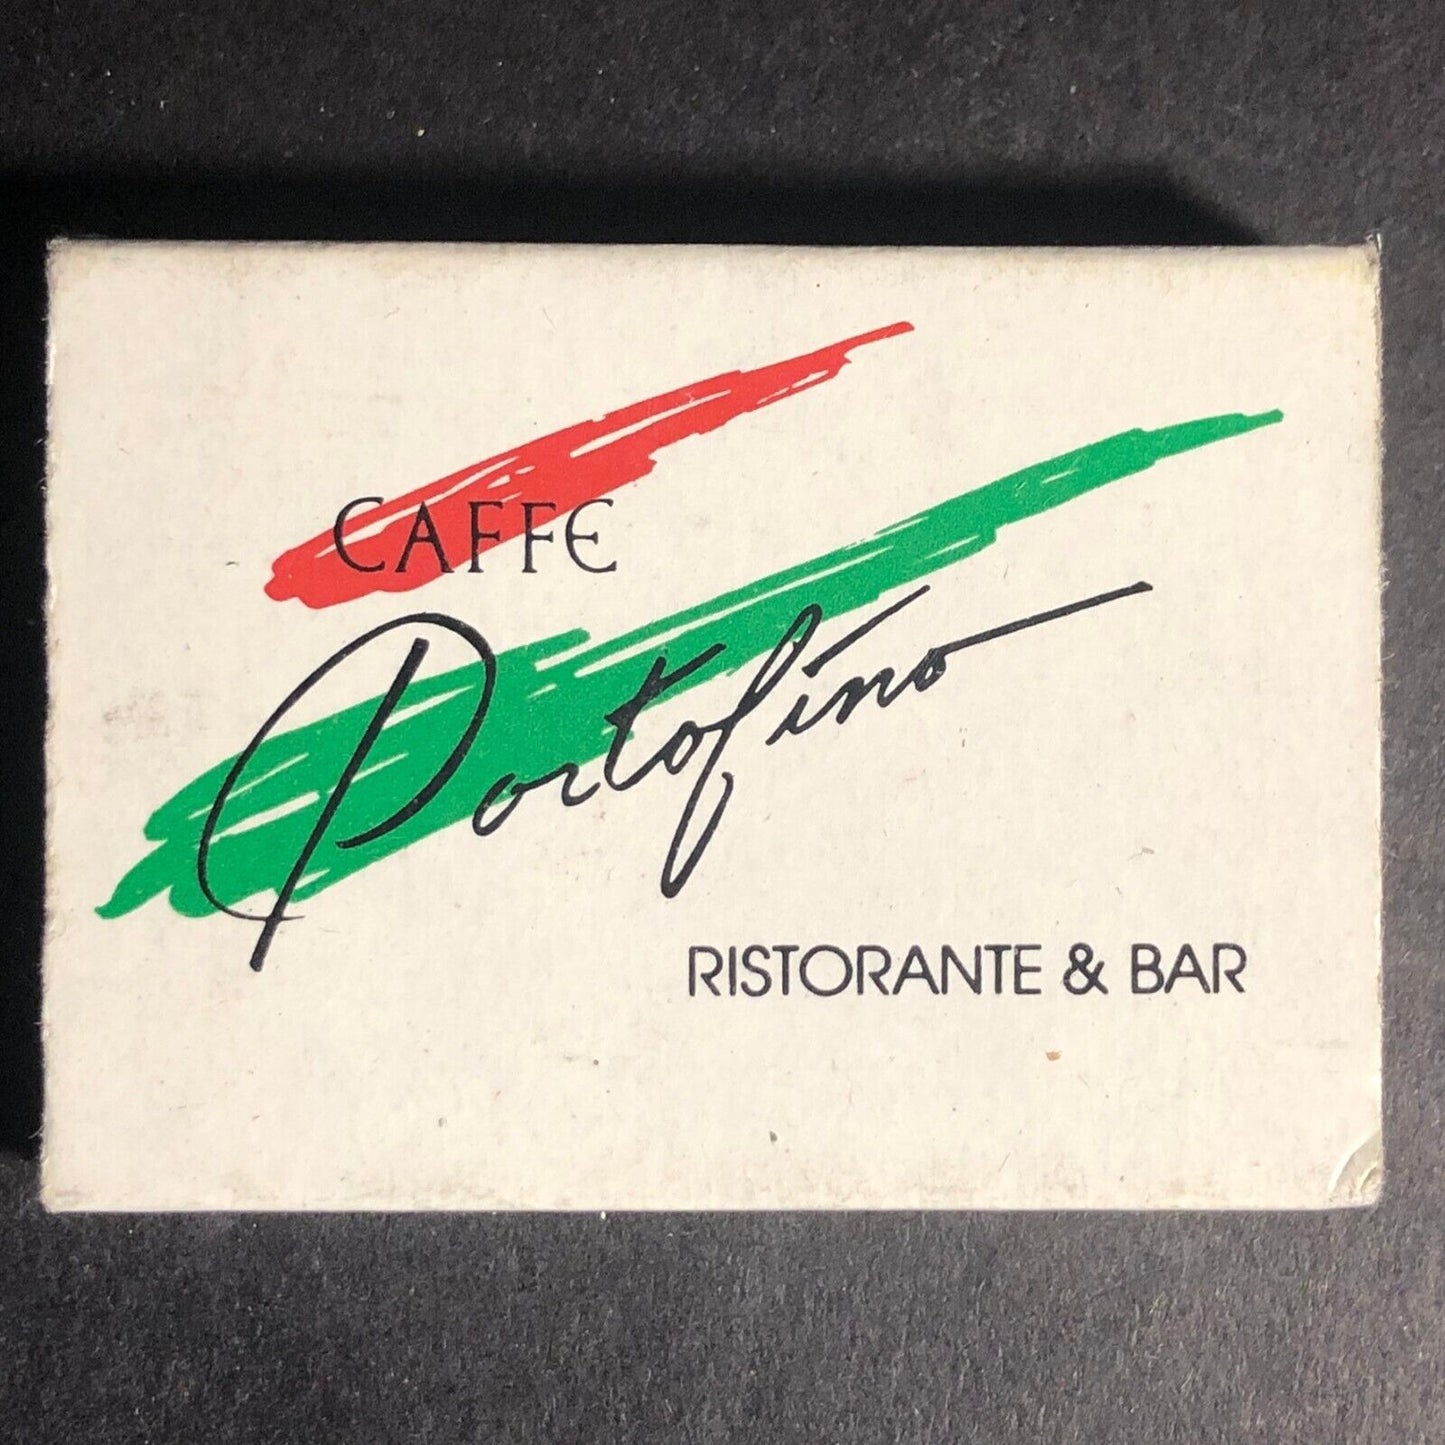 CAFFE
Portofino
RISTORANTE & BAR